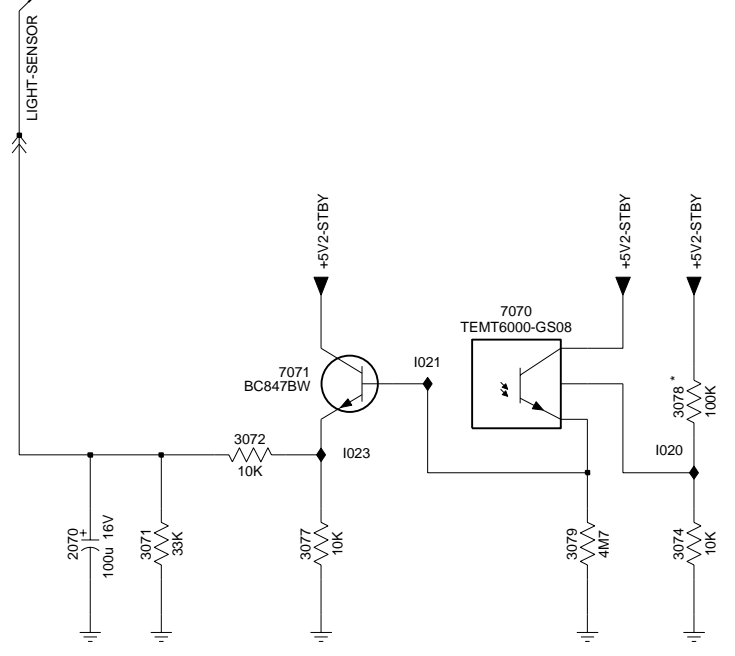 LIGHT-SENSOR
+5V2-STBY
+5V2-STBY
+5V2-STBY
7070
TEMT6000-GS08
7071
BC847BW
I021
3078 *
100K
3072
10K
I023
I020
2070
+
100u 16V
3071
33K
3077
10K
3079
4M7
3074
10K